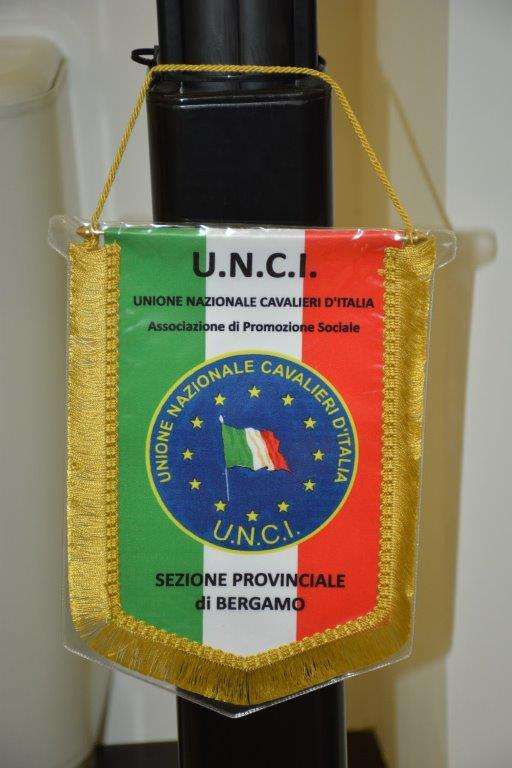 U.N.C.I.
UNIONE NAZIONALE CAVALIERI D'ITALIA
Associazione di Promozione Sociale
UNIONE NAZIONALE CAVALIERI D'ITALIA
U.N.C.I.
SEZIONE PROVINCIALE
di BERGAMO